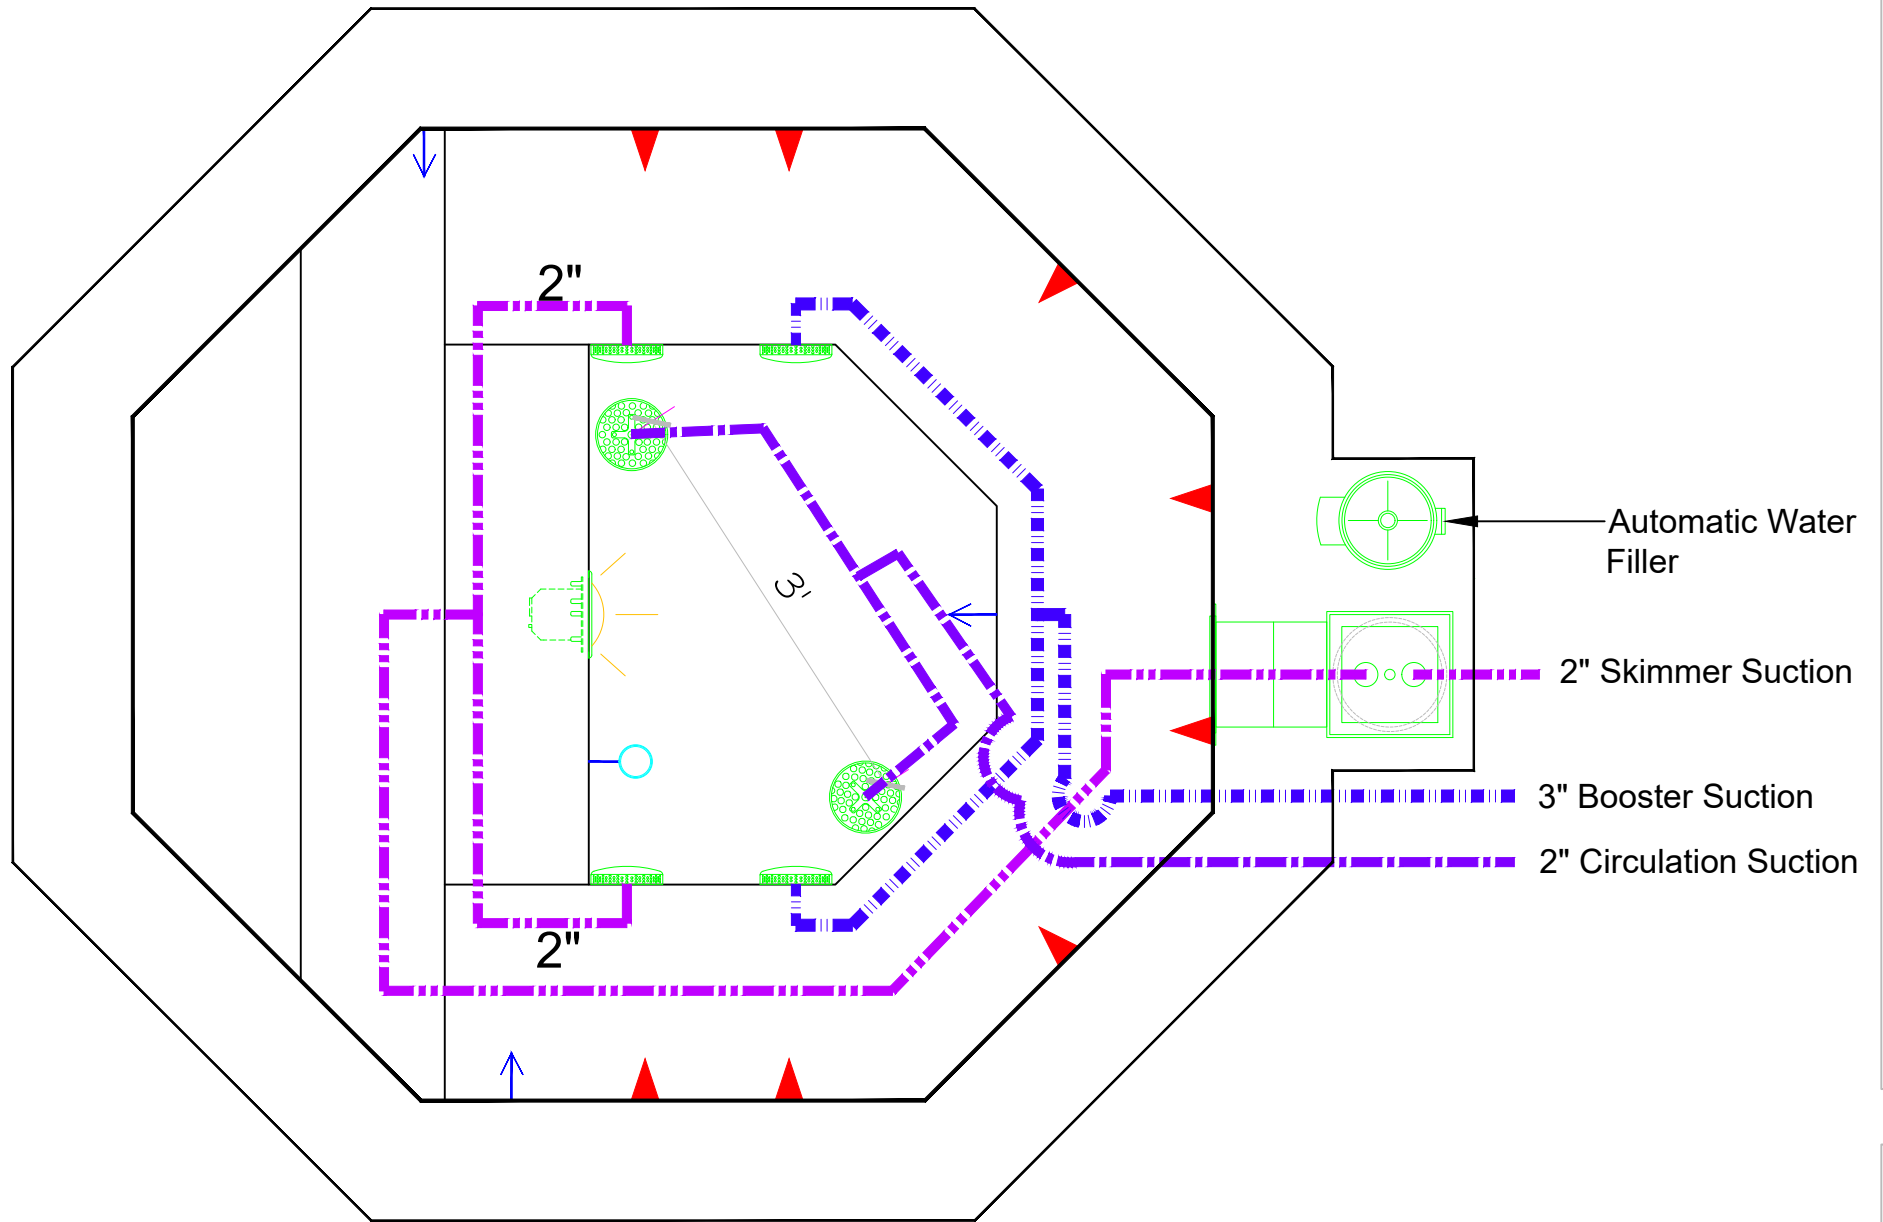 2"
3'
Automatic Water
Filler
2" Skimmer Suction
3" Booster Suction
2" Circulation Suction
2"